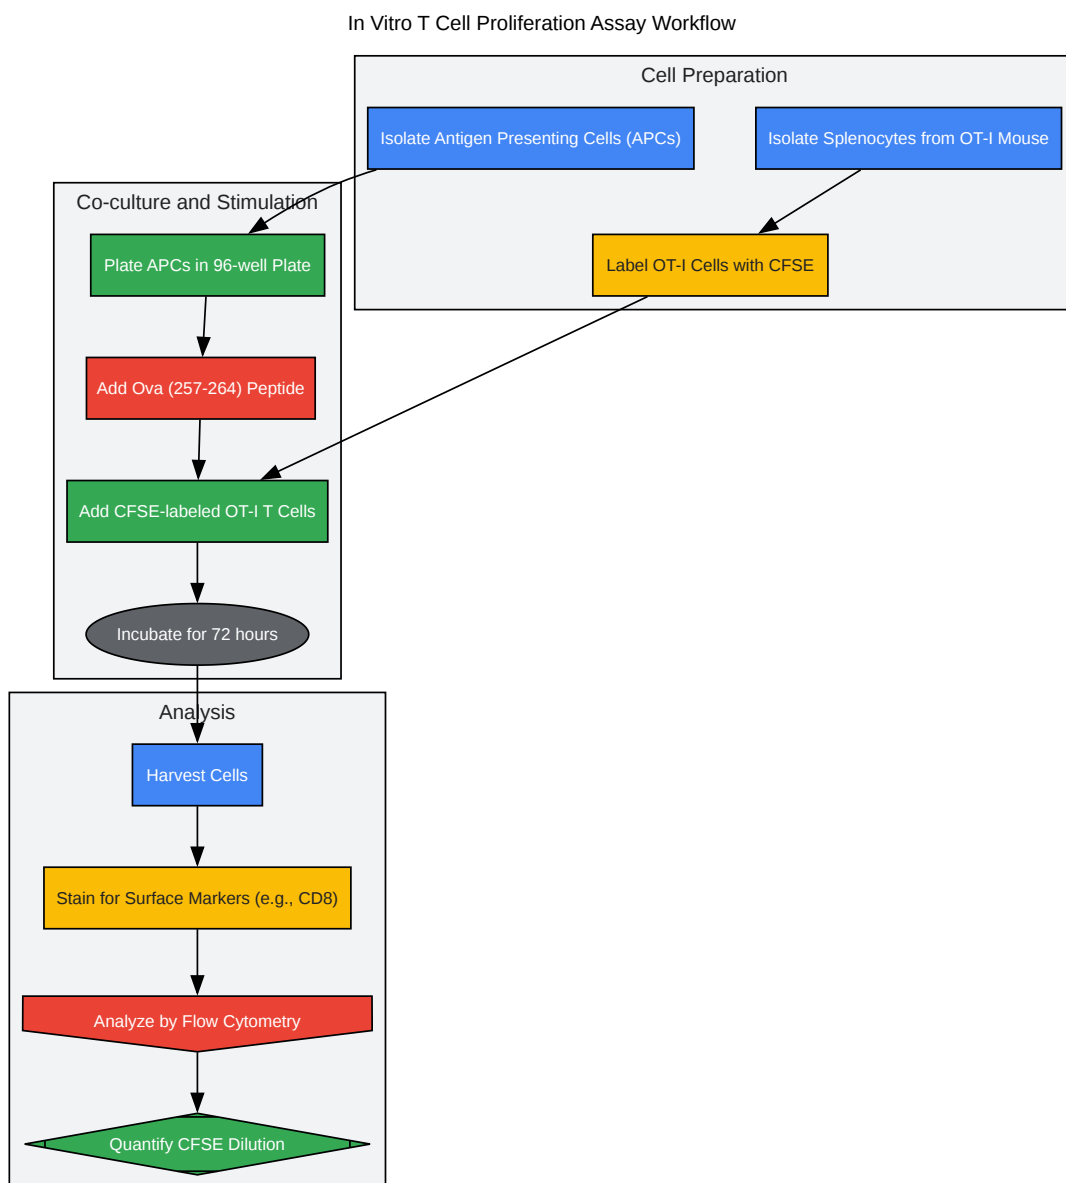 In Vitro T Cell Proliferation Assay Workflow
Cell Preparation
Isolate Antigen Presenting Cells (APCs)
Isolate Splenocytes from OT-I Mouse
Label OT-I Cells with CFSE
Co-culture and Stimulation
Plate APCs in 96-well Plate
Add Ova (257-264) Peptide
Add CFSE-labeled OT-I T Cells
Incubate for 72 hours
Analysis
Harvest Cells
Stain for Surface Markers (e.g., CD8)
Analyze by Flow Cytometry
Quantify CFSE Dilution